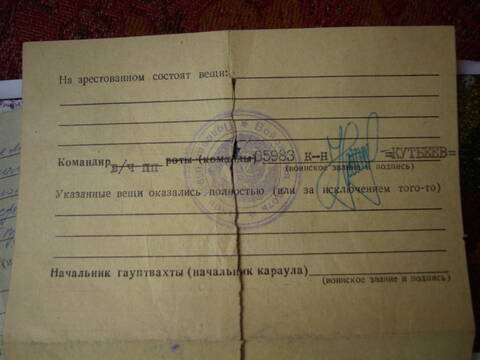 На арестованном состоят вещи:
Командир в/ч пп роты (команды) 05983 к-н =КУТЬЕЕВ=
(воинское звание и подпись)
Указанные вещи оказались полностью (или за исключением того-то)
Начальник гауптвахты (начальник караула)
(воинское звание и подпись)